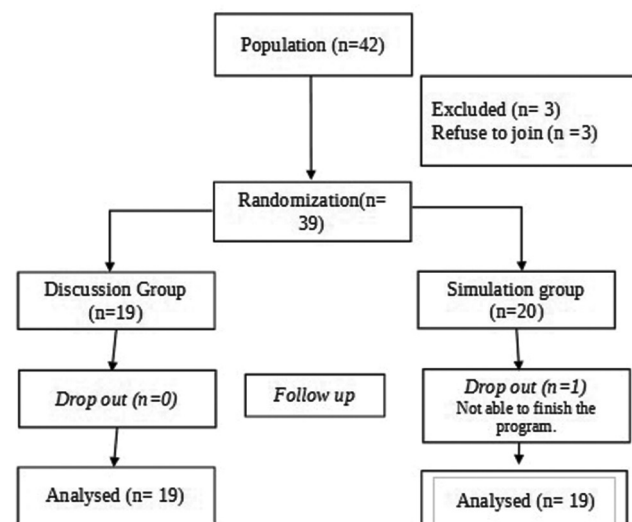 Population (n=42)
Excluded (n= 3)
Refuse to join (n =3)
Randomization(n=
39)
Discussion Group
(n=19)
Simulation group
(n=20)
Drop out (n=0)
Follow up
Drop out (n=1)
Not able to finish the
program.
Analysed (n= 19)
Analysed (n= 19)